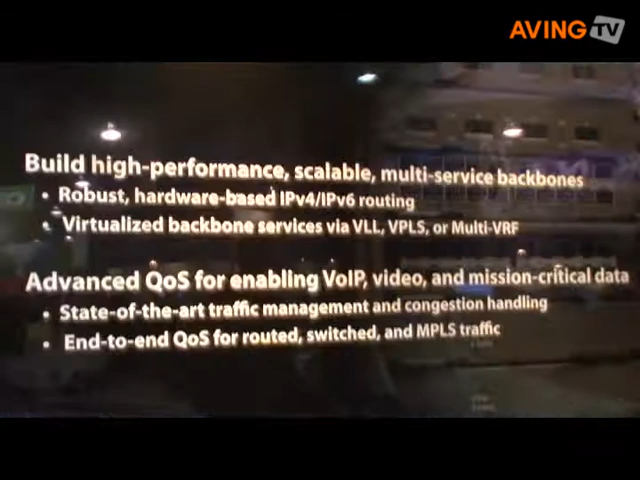 AVING TV
Build high-performance, scalable, multi-service backbones
• Robust, hardware-based IPv4/IPv6 routing
• Virtualized backbone services via VLL, VPLS, or Multi-VRF
Advanced QoS for enabling VoIP, video, and mission-critical data
• State-of-the-art traffic management and congestion handling
• End-to-end QoS for routed, switched, and MPLS traffic